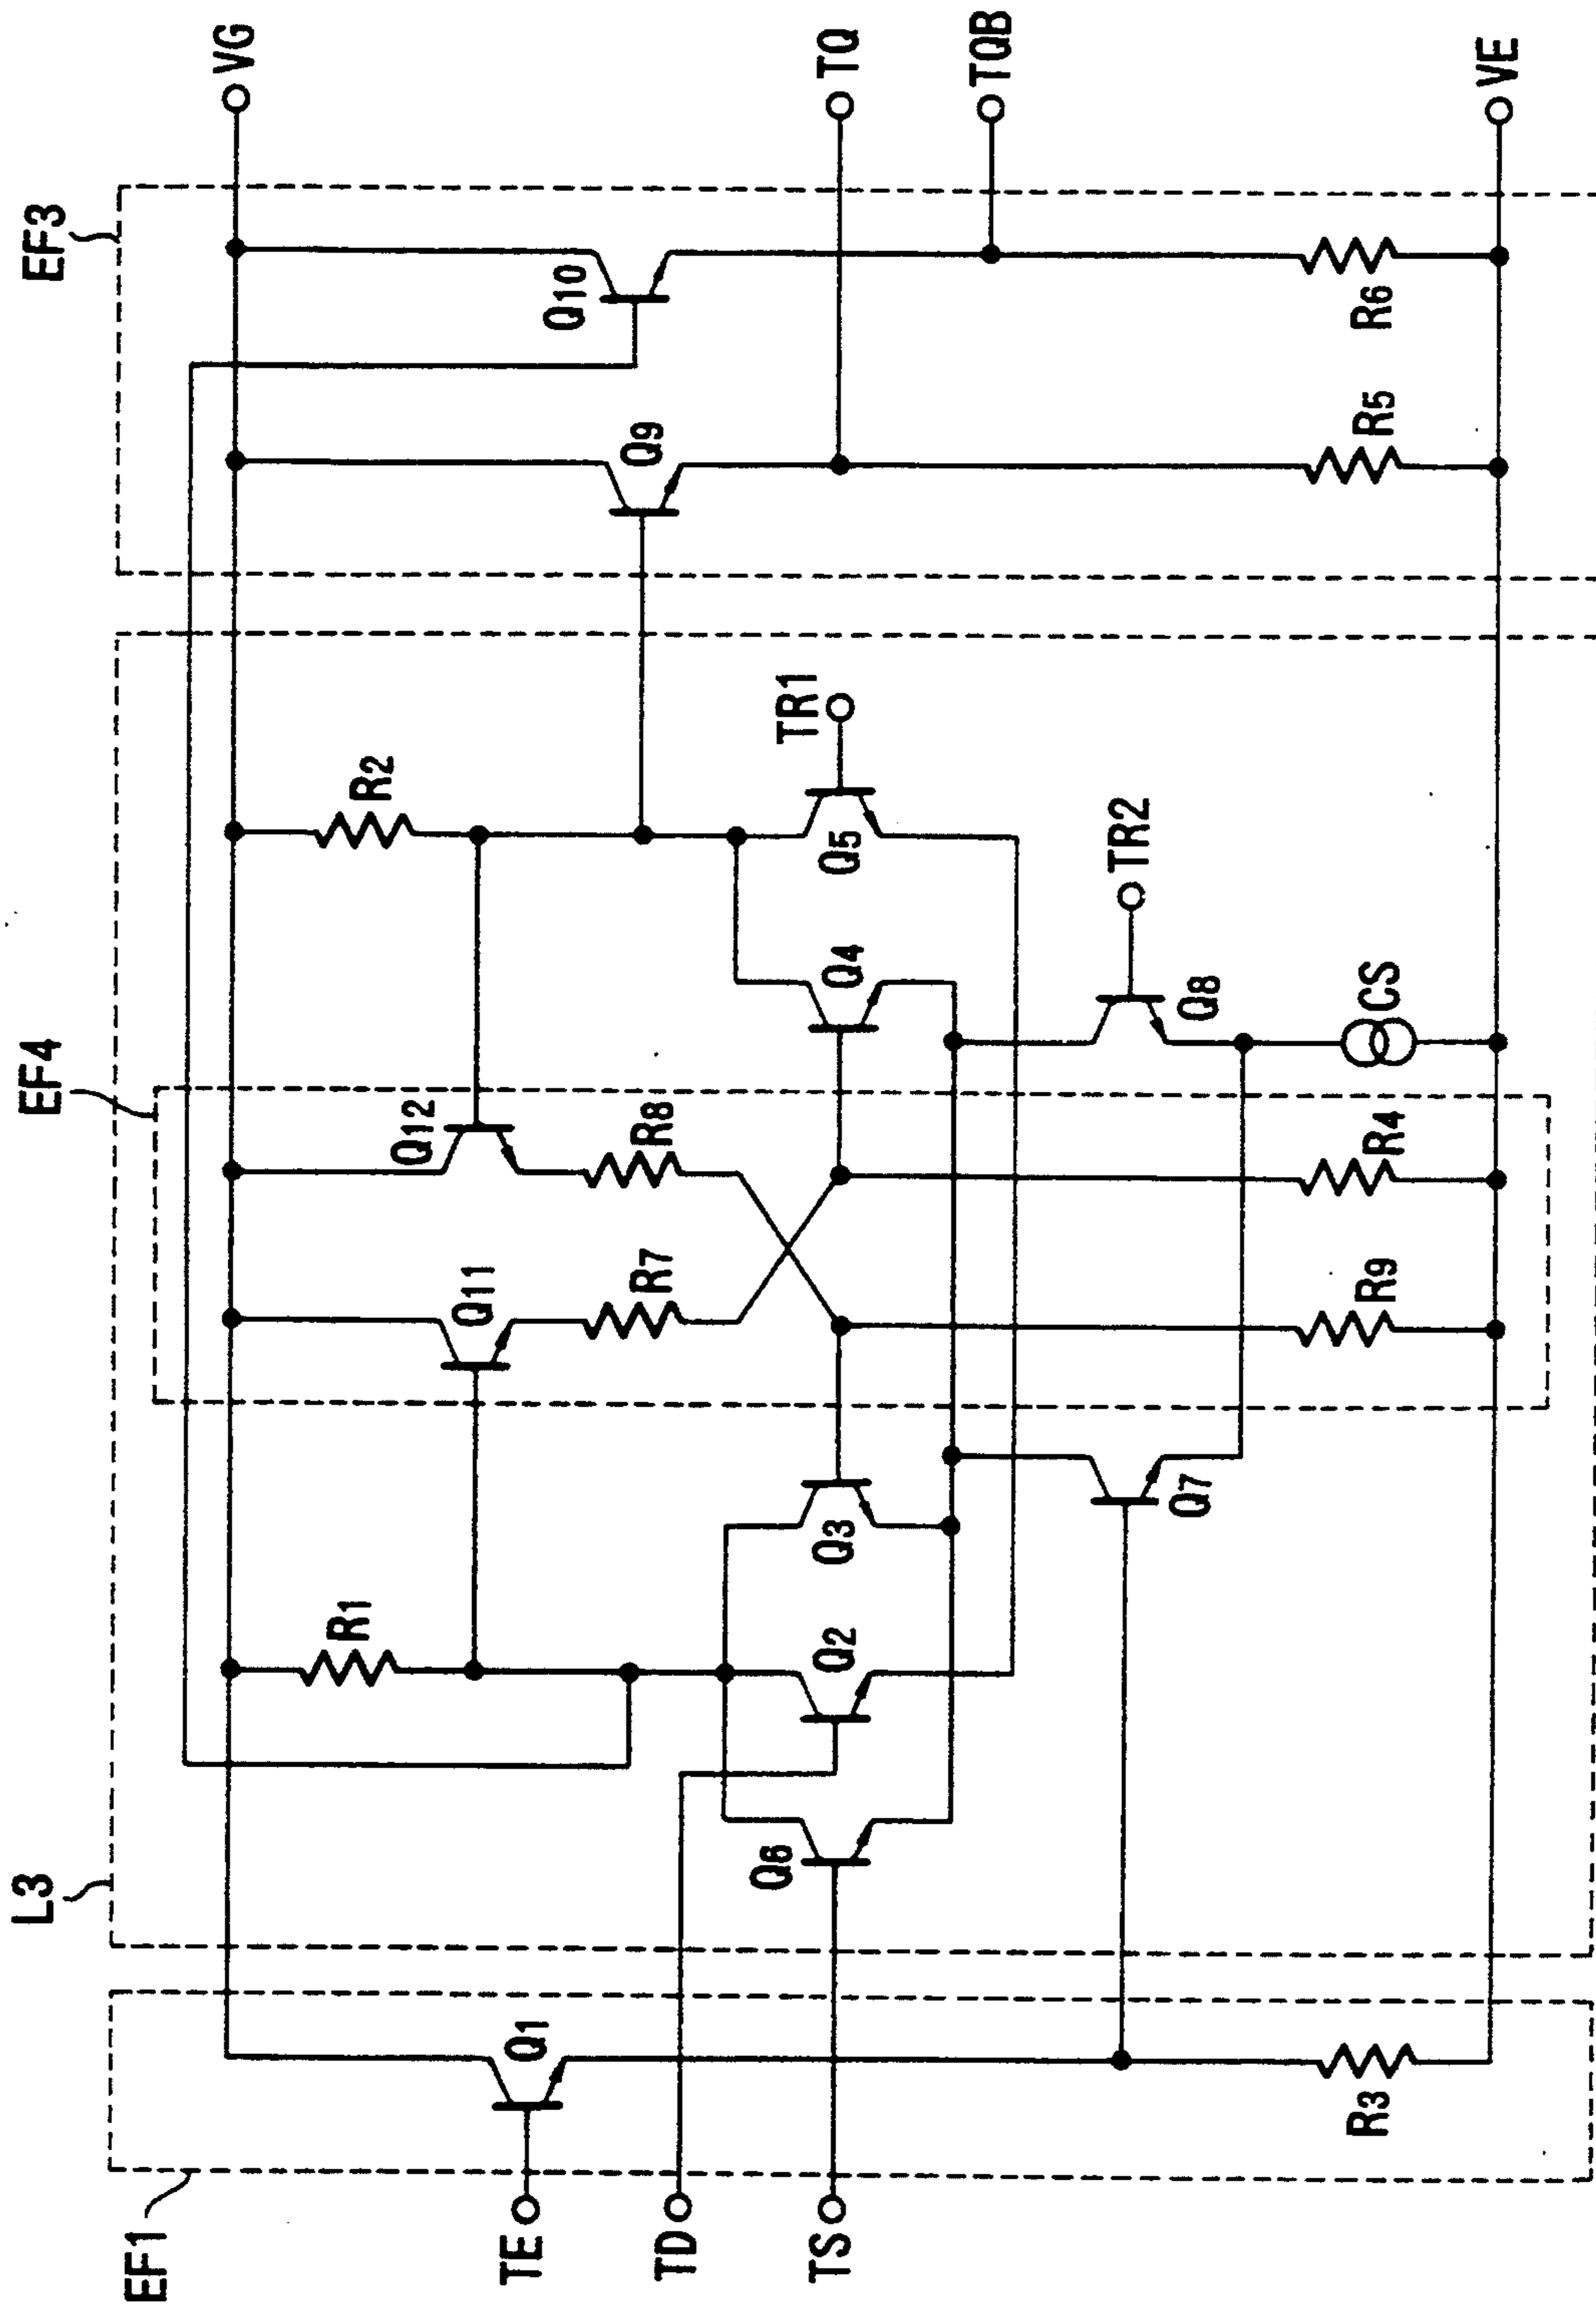 EF1
L3
EF4
EF3
VG
TE
TD
TS
TR1
TR2
TQ
TQB
VE
Q1
R1
R2
Q11
Q12
R7
R8
Q6
Q2
Q3
Q4
Q5
Q7
Q8
CS
Q9
Q10
R3
R9
R4
R5
R6